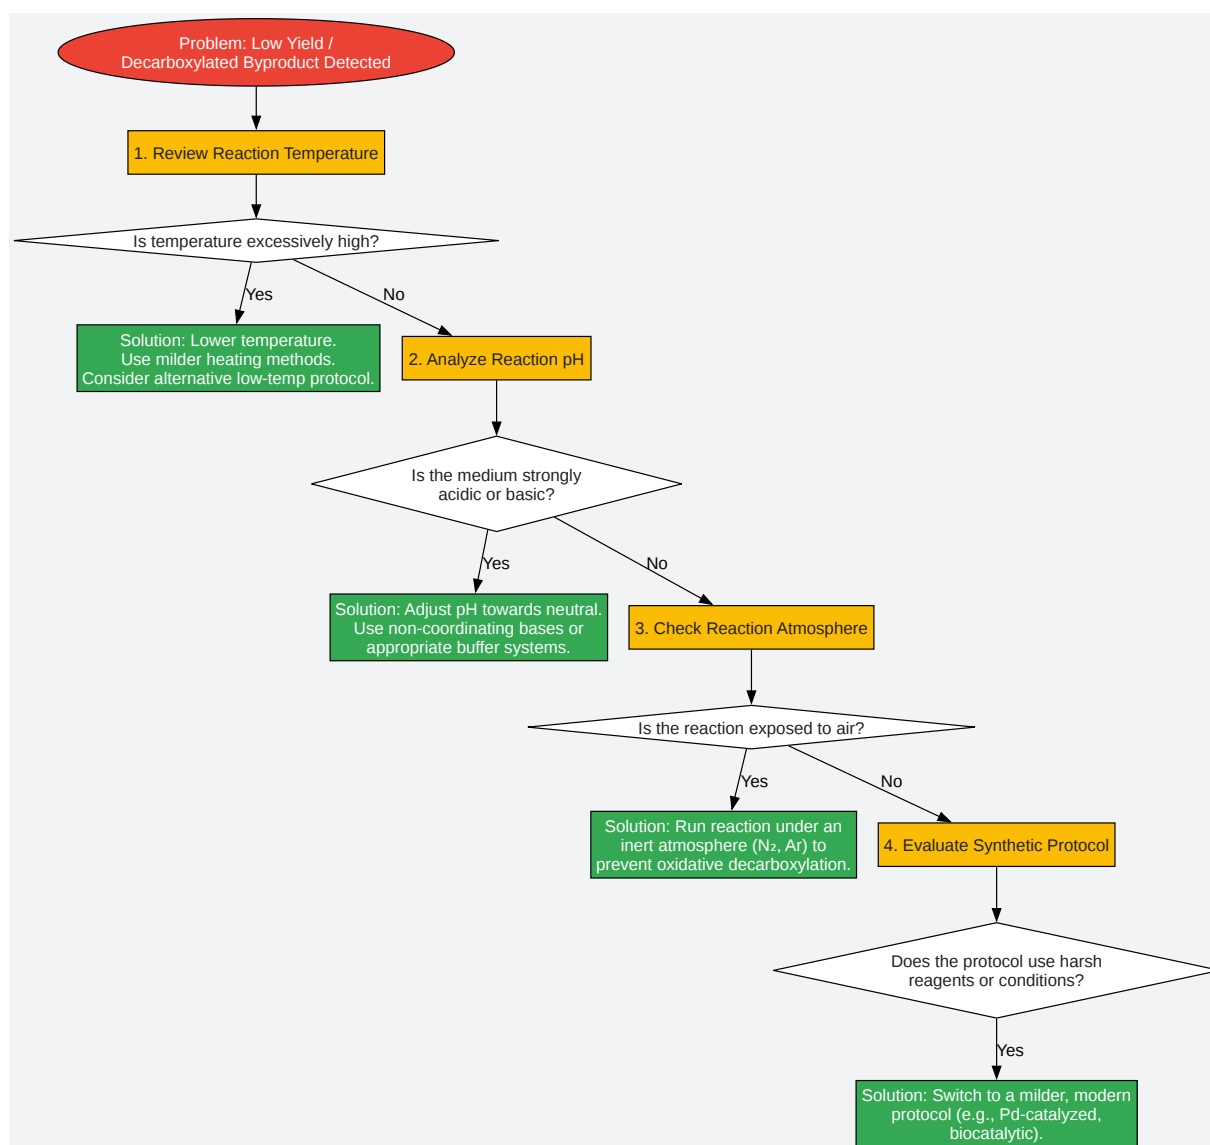 Problem: Low Yield /
Decarboxylated Byproduct Detected
1. Review Reaction Temperature
Is temperature excessively high?
Yes
No
Solution: Lower temperature.
Use milder heating methods.
Consider alternative low-temp protocol.
2. Analyze Reaction pH
Is the medium strongly
acidic or basic?
Yes
No
Solution: Adjust pH towards neutral.
Use non-coordinating bases or
appropriate buffer systems.
3. Check Reaction Atmosphere
Is the reaction exposed to air?
Yes
No
Solution: Run reaction under an
inert atmosphere (N₂, Ar) to
prevent oxidative decarboxylation.
4. Evaluate Synthetic Protocol
Does the protocol use harsh
reagents or conditions?
Yes
Solution: Switch to a milder, modern
protocol (e.g., Pd-catalyzed,
biocatalytic).